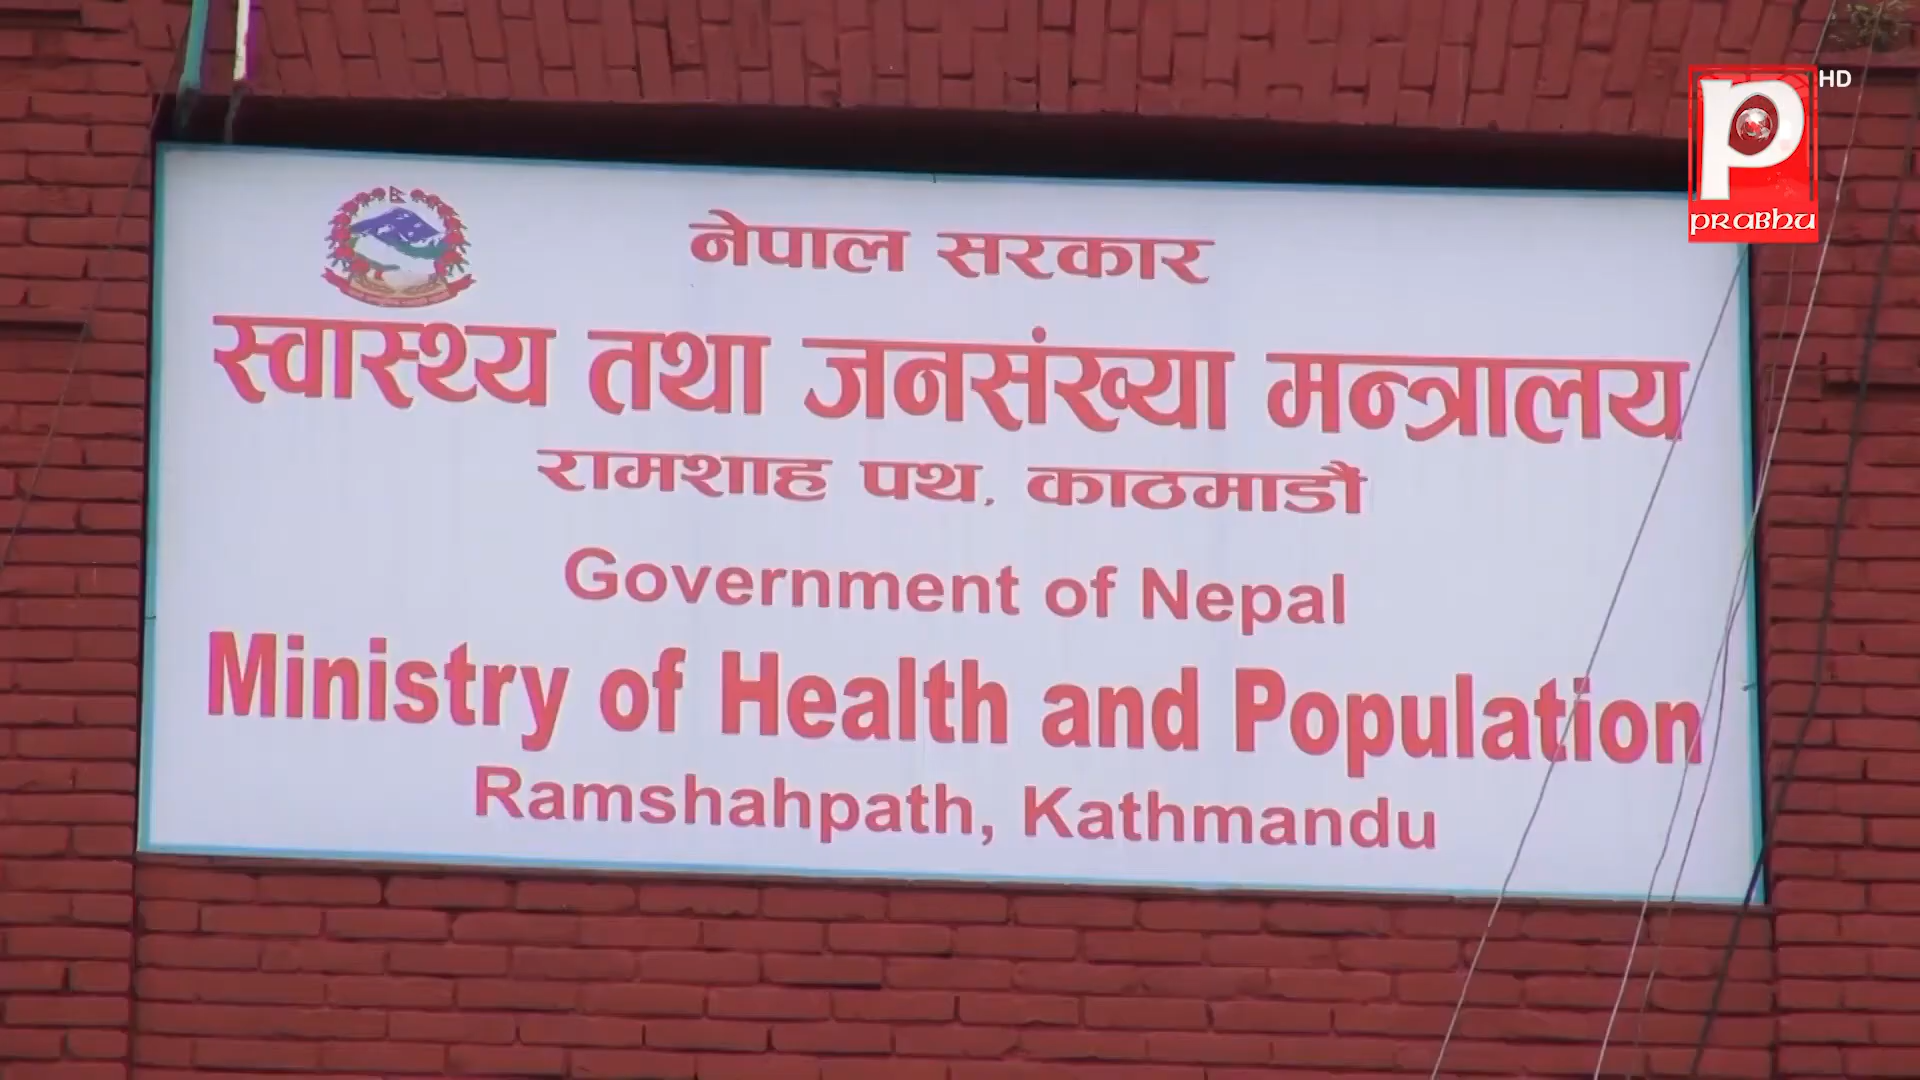 HD
PRABHU
नेपाल सरकार
स्वास्थ्य तथा जनसंख्या मन्त्रालय
रामशाह पथ, काठमाडौं
Government of Nepal
Ministry of Health and Population
Ramshahpath, Kathmandu